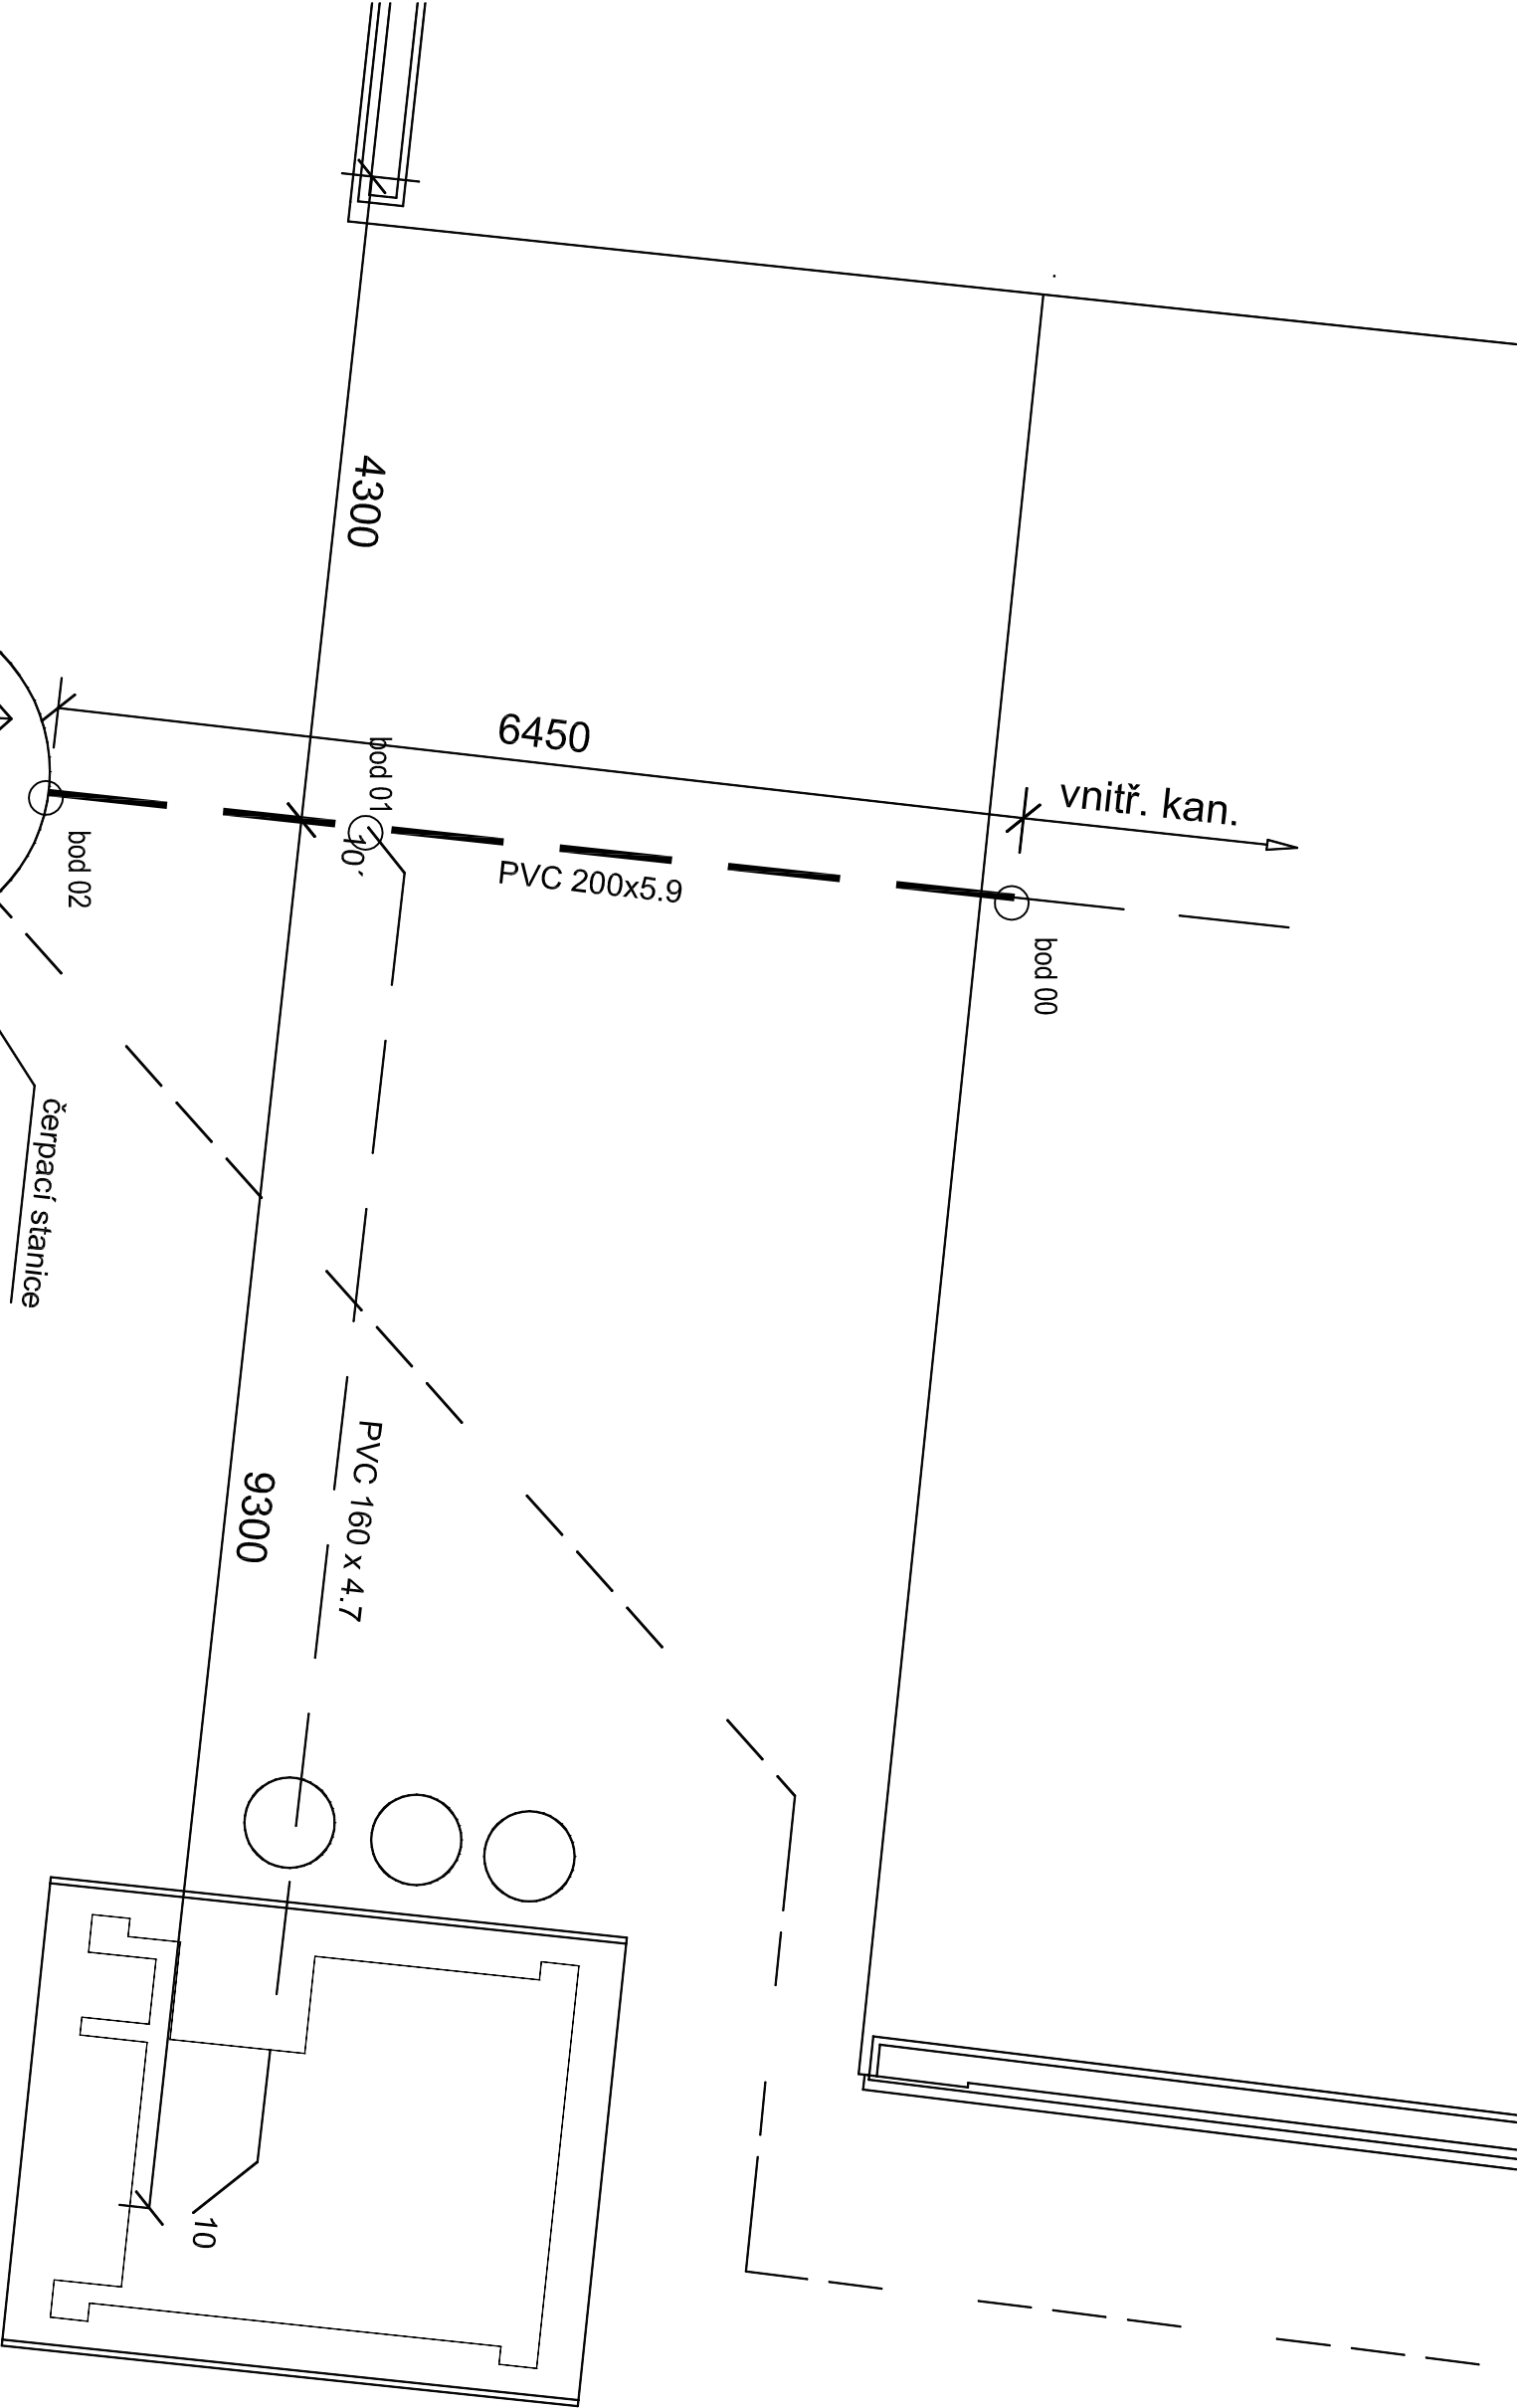 4300
6450
vnitř. kan.
bod 01
10´
bod 02
PVC 200x5.9
bod 00
čerpací stanice
PVC 160 x 4.7
9300
10